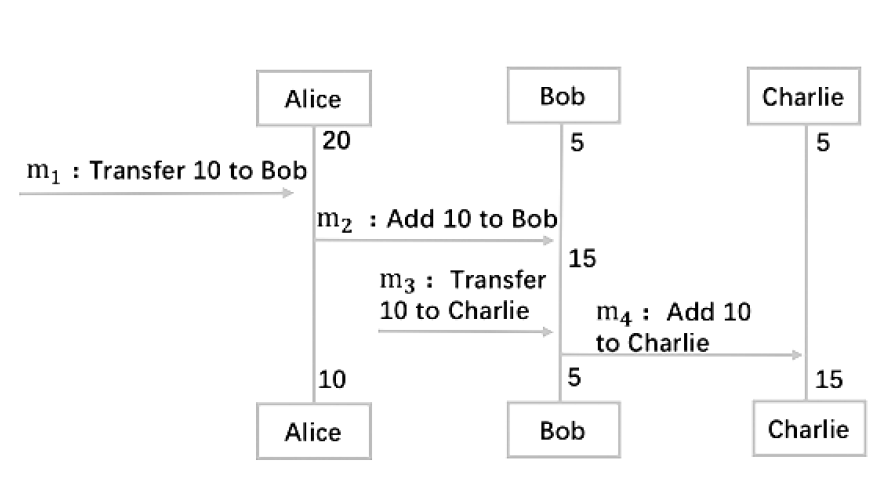 Alice
Bob
Charlie
20
5
5
m₁ : Transfer 10 to Bob
m₂ : Add 10 to Bob
15
m₃ : Transfer
10 to Charlie
m₄ : Add 10
to Charlie
10
5
15
Alice
Bob
Charlie